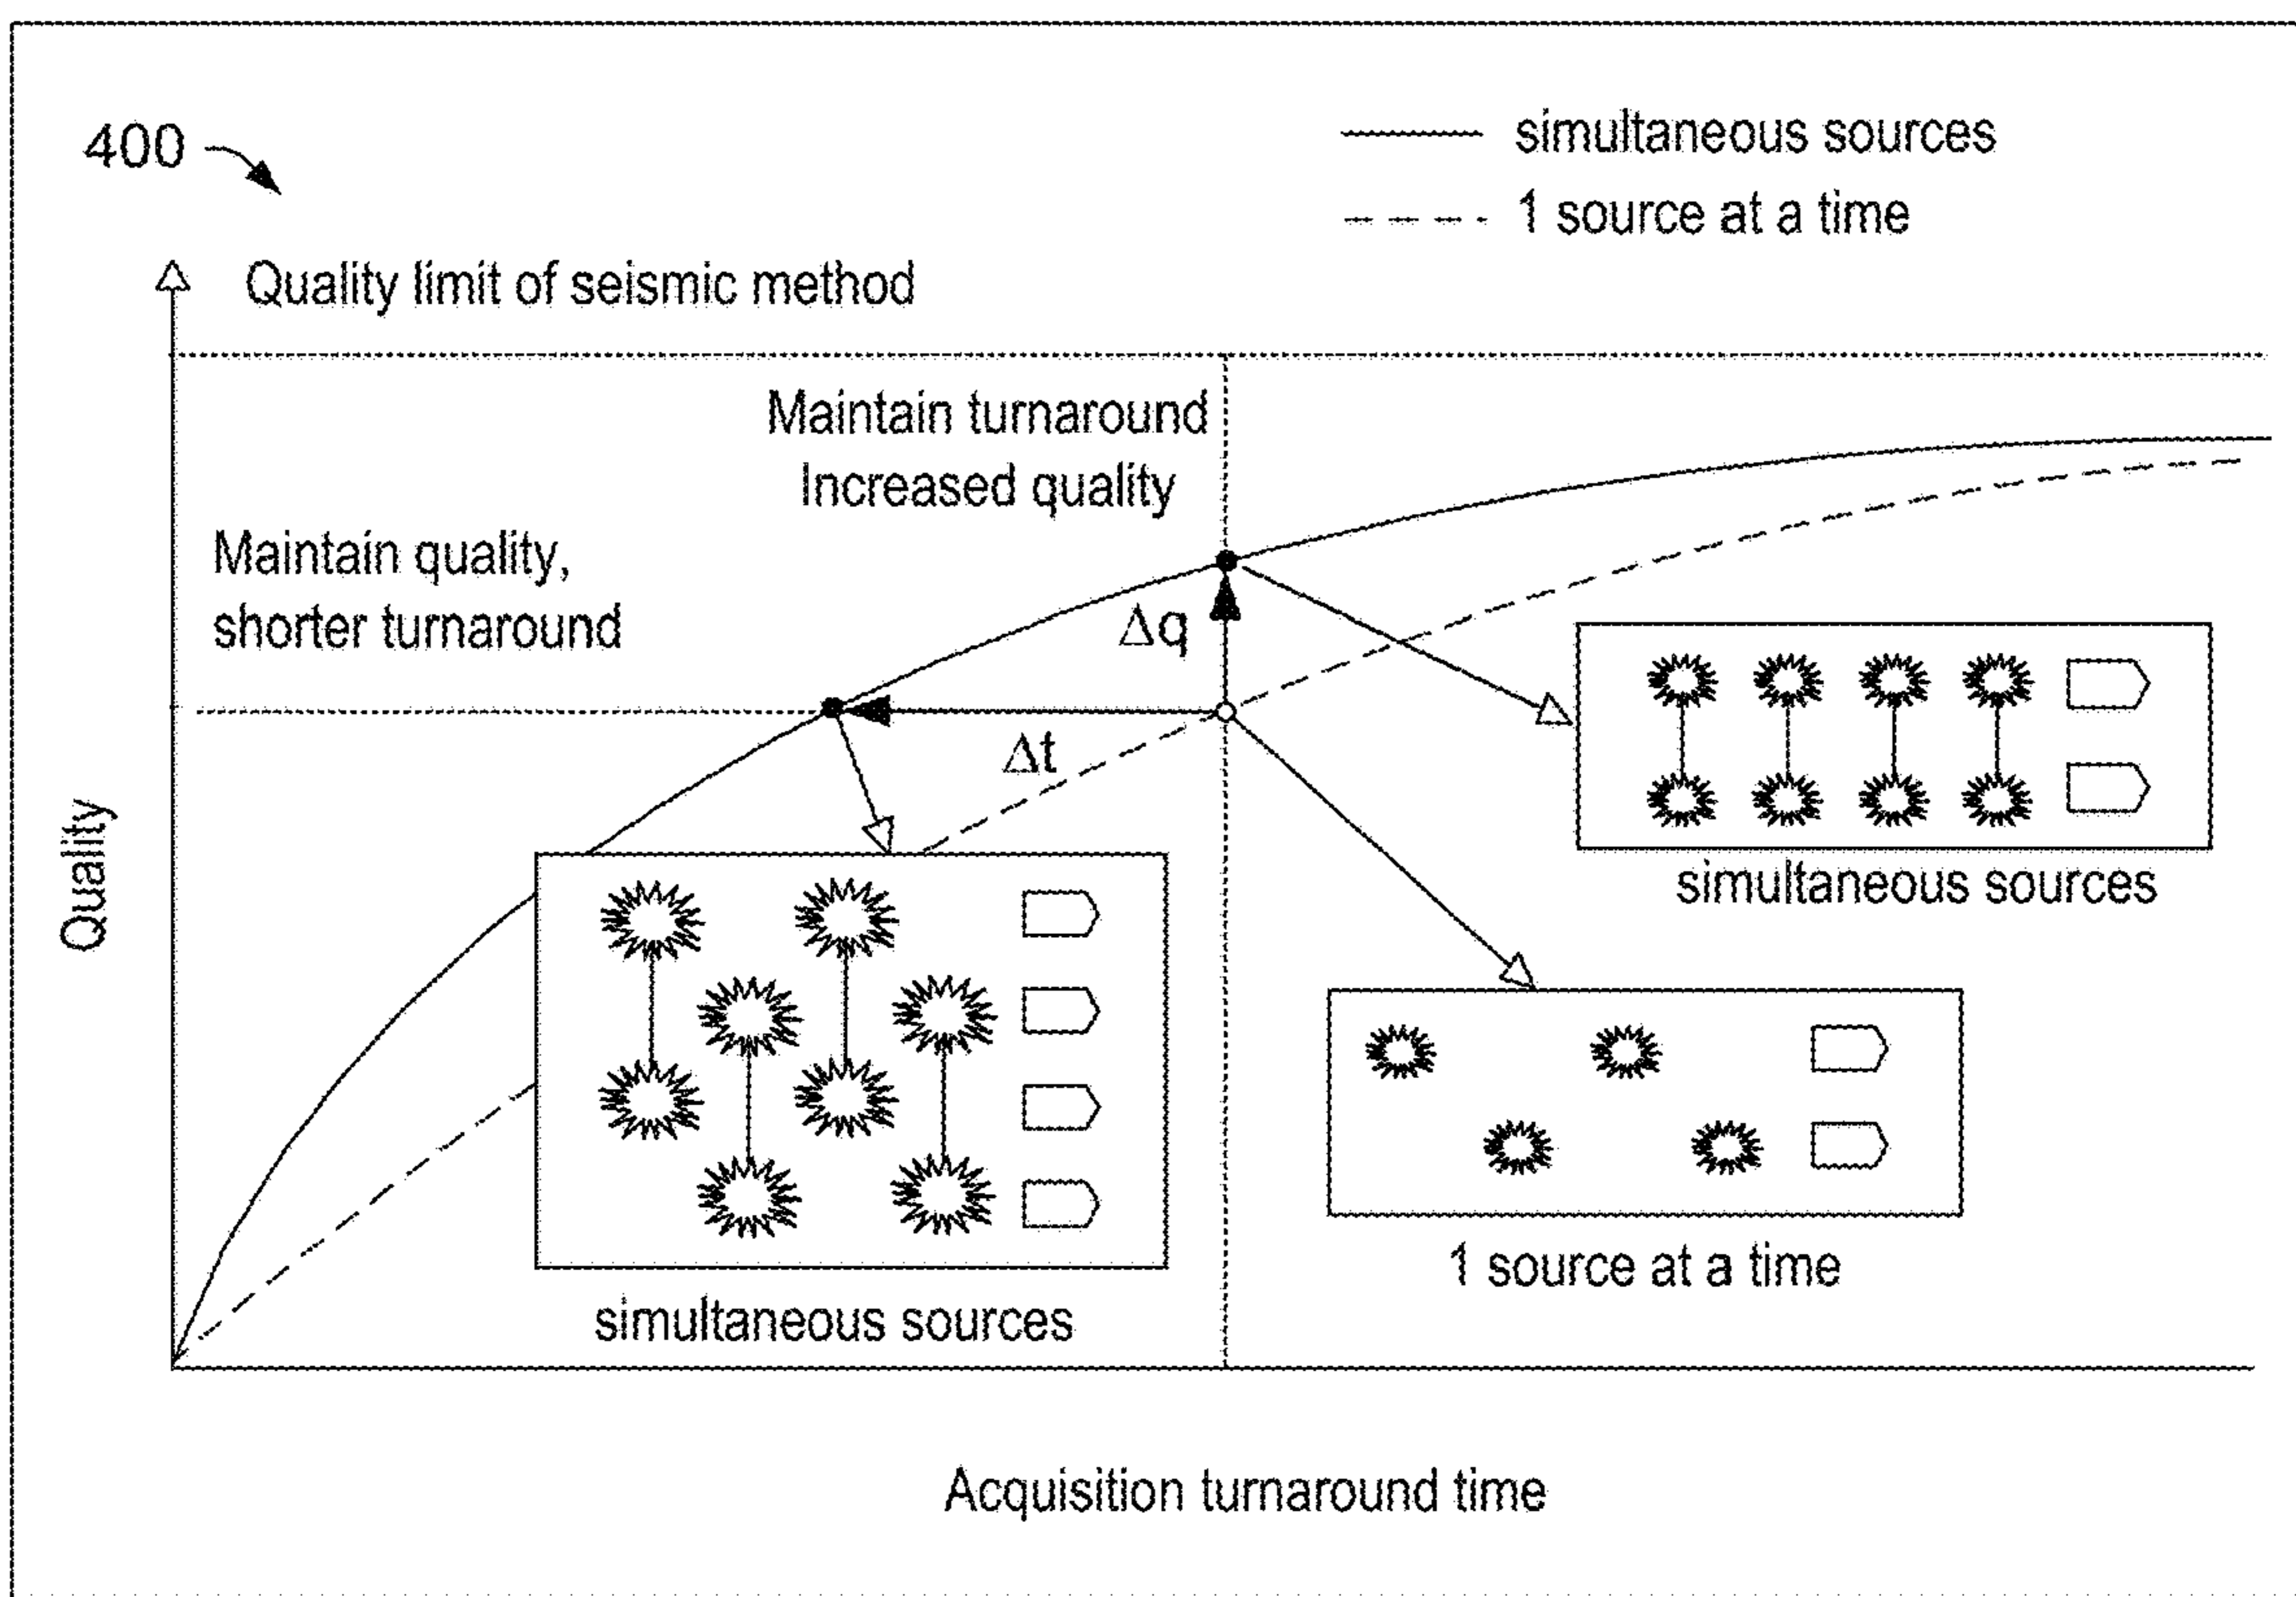 400
simultaneous sources
1 source at a time
Quality limit of seismic method
Maintain turnaround
Increased quality
Maintain quality,
shorter turnaround
Δq
Δt
Quality
simultaneous sources
1 source at a time
simultaneous sources
Acquisition turnaround time